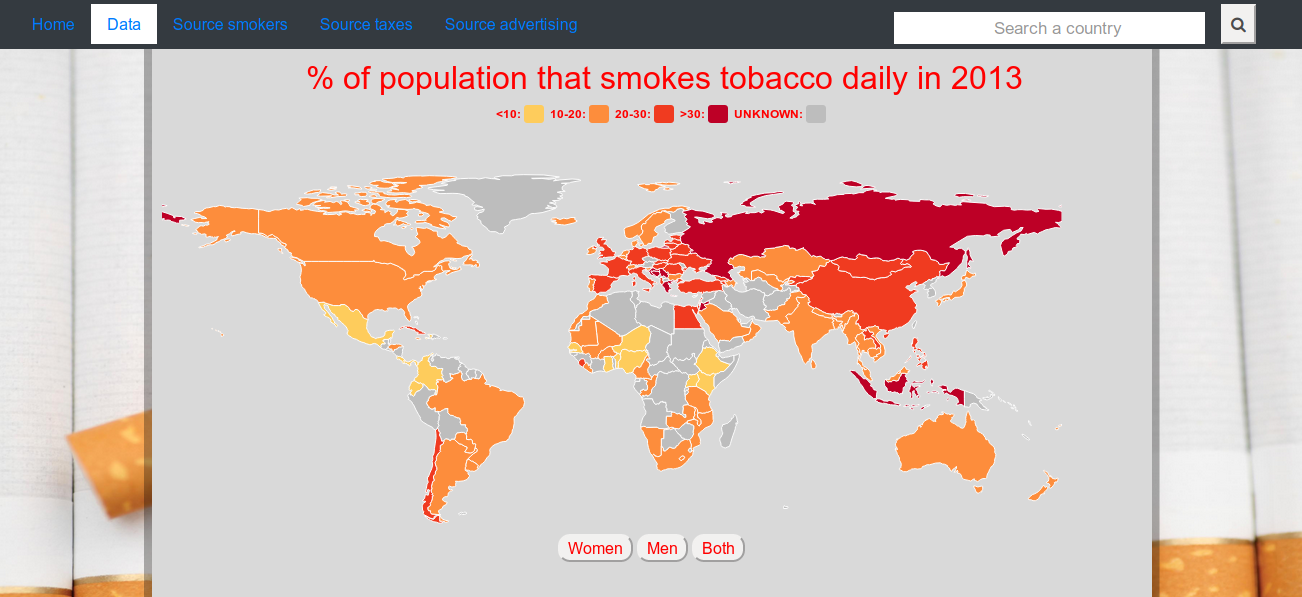 Home Data Source smokers Source taxes Source advertising Search a country
% of population that smokes tobacco daily in 2013
<10: 10-20: 20-30: >30: UNKNOWN:
Women Men Both